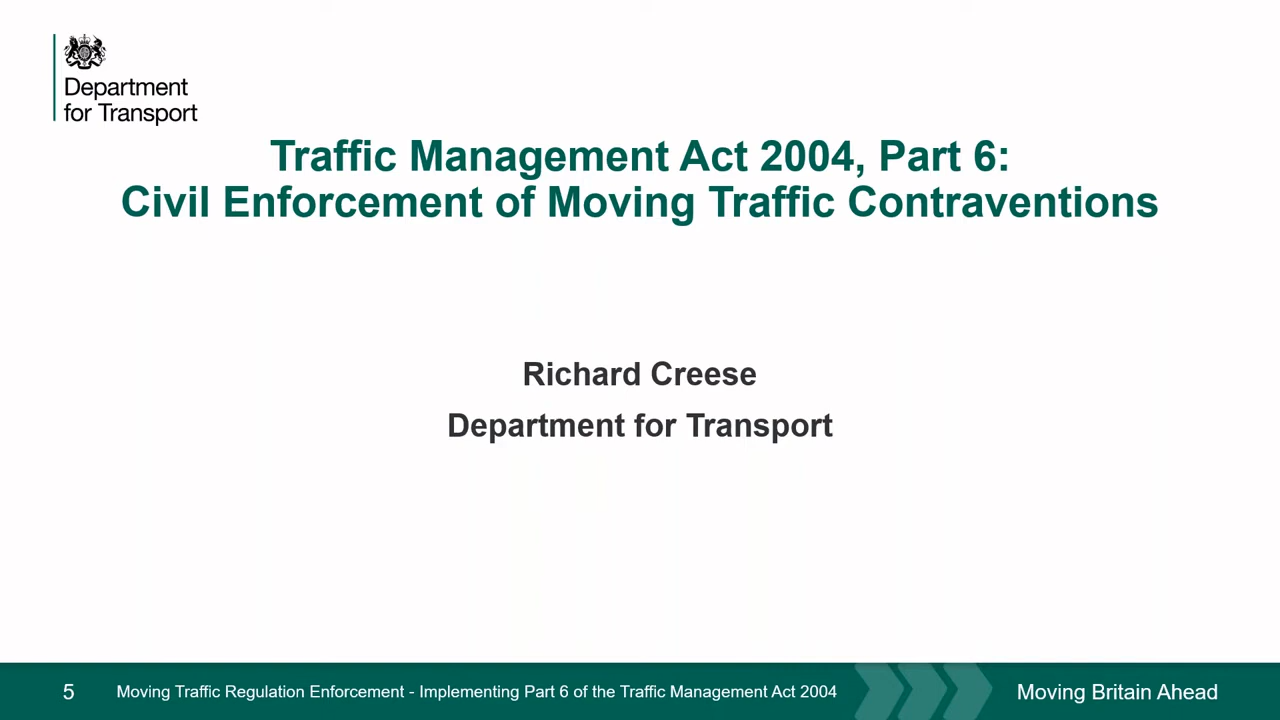 Department
for Transport
Traffic Management Act 2004, Part 6:
Civil Enforcement of Moving Traffic Contraventions
Richard Creese
Department for Transport
5
Moving Traffic Regulation Enforcement - Implementing Part 6 of the Traffic Management Act 2004
Moving Britain Ahead